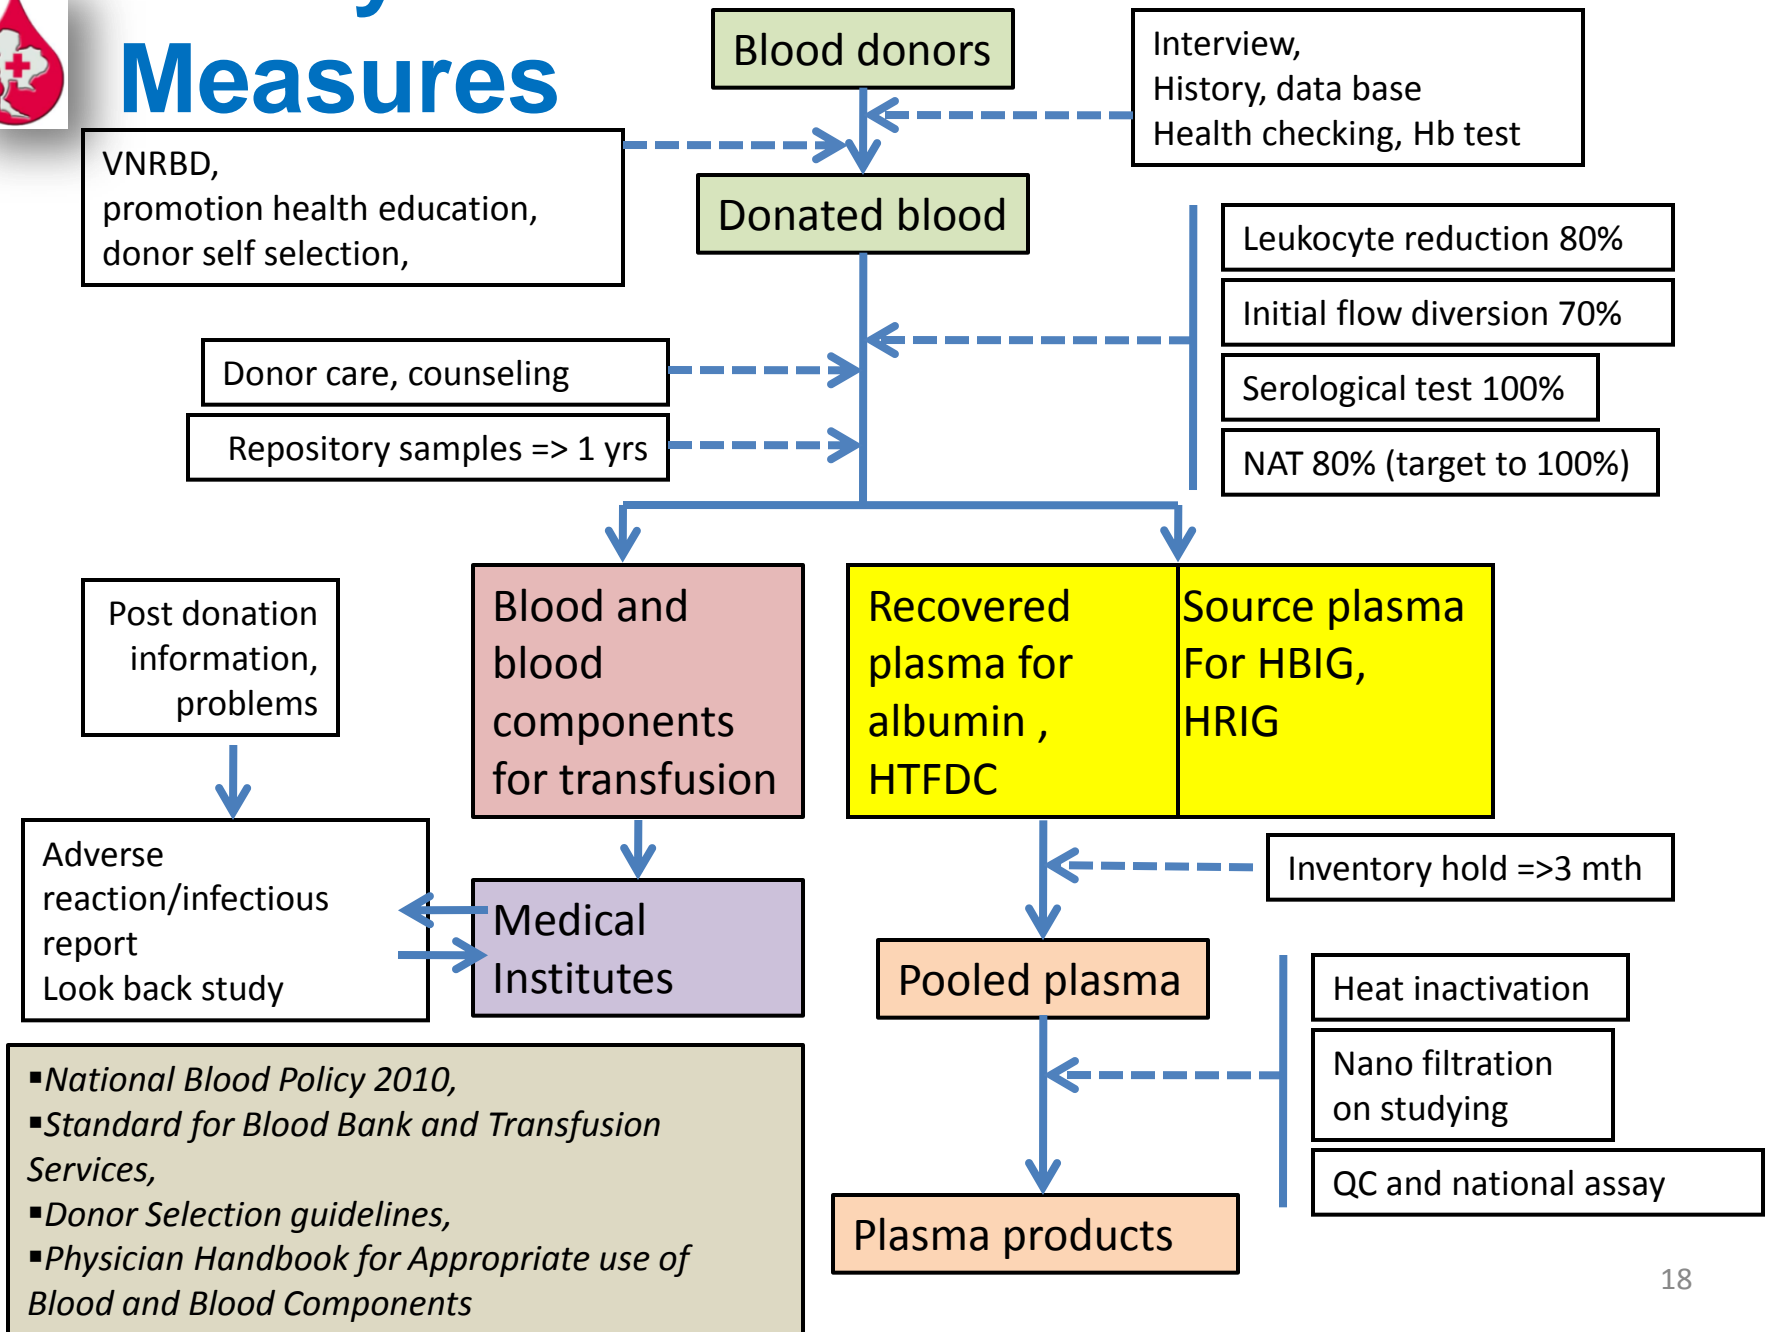 Measures
Blood donors
Interview,
History, data base
Health checking, Hb test
VNRBD,
promotion health education,
donor self selection,
Donated blood
Leukocyte reduction 80%
Initial flow diversion 70%
Serological test 100%
NAT 80% (target to 100%)
Donor care, counseling
Repository samples => 1 yrs
Post donation
information,
problems
Blood and
blood
components
for transfusion
Recovered
plasma for
albumin ,
HTFDC
Source plasma
For HBIG,
HRIG
Adverse
reaction/infectious
report
Look back study
Medical
Institutes
Inventory hold =>3 mth
Pooled plasma
Heat inactivation
Nano filtration
on studying
QC and national assay
Plasma products
▪National Blood Policy 2010,
▪Standard for Blood Bank and Transfusion
Services,
▪Donor Selection guidelines,
▪Physician Handbook for Appropriate use of
Blood and Blood Components
18